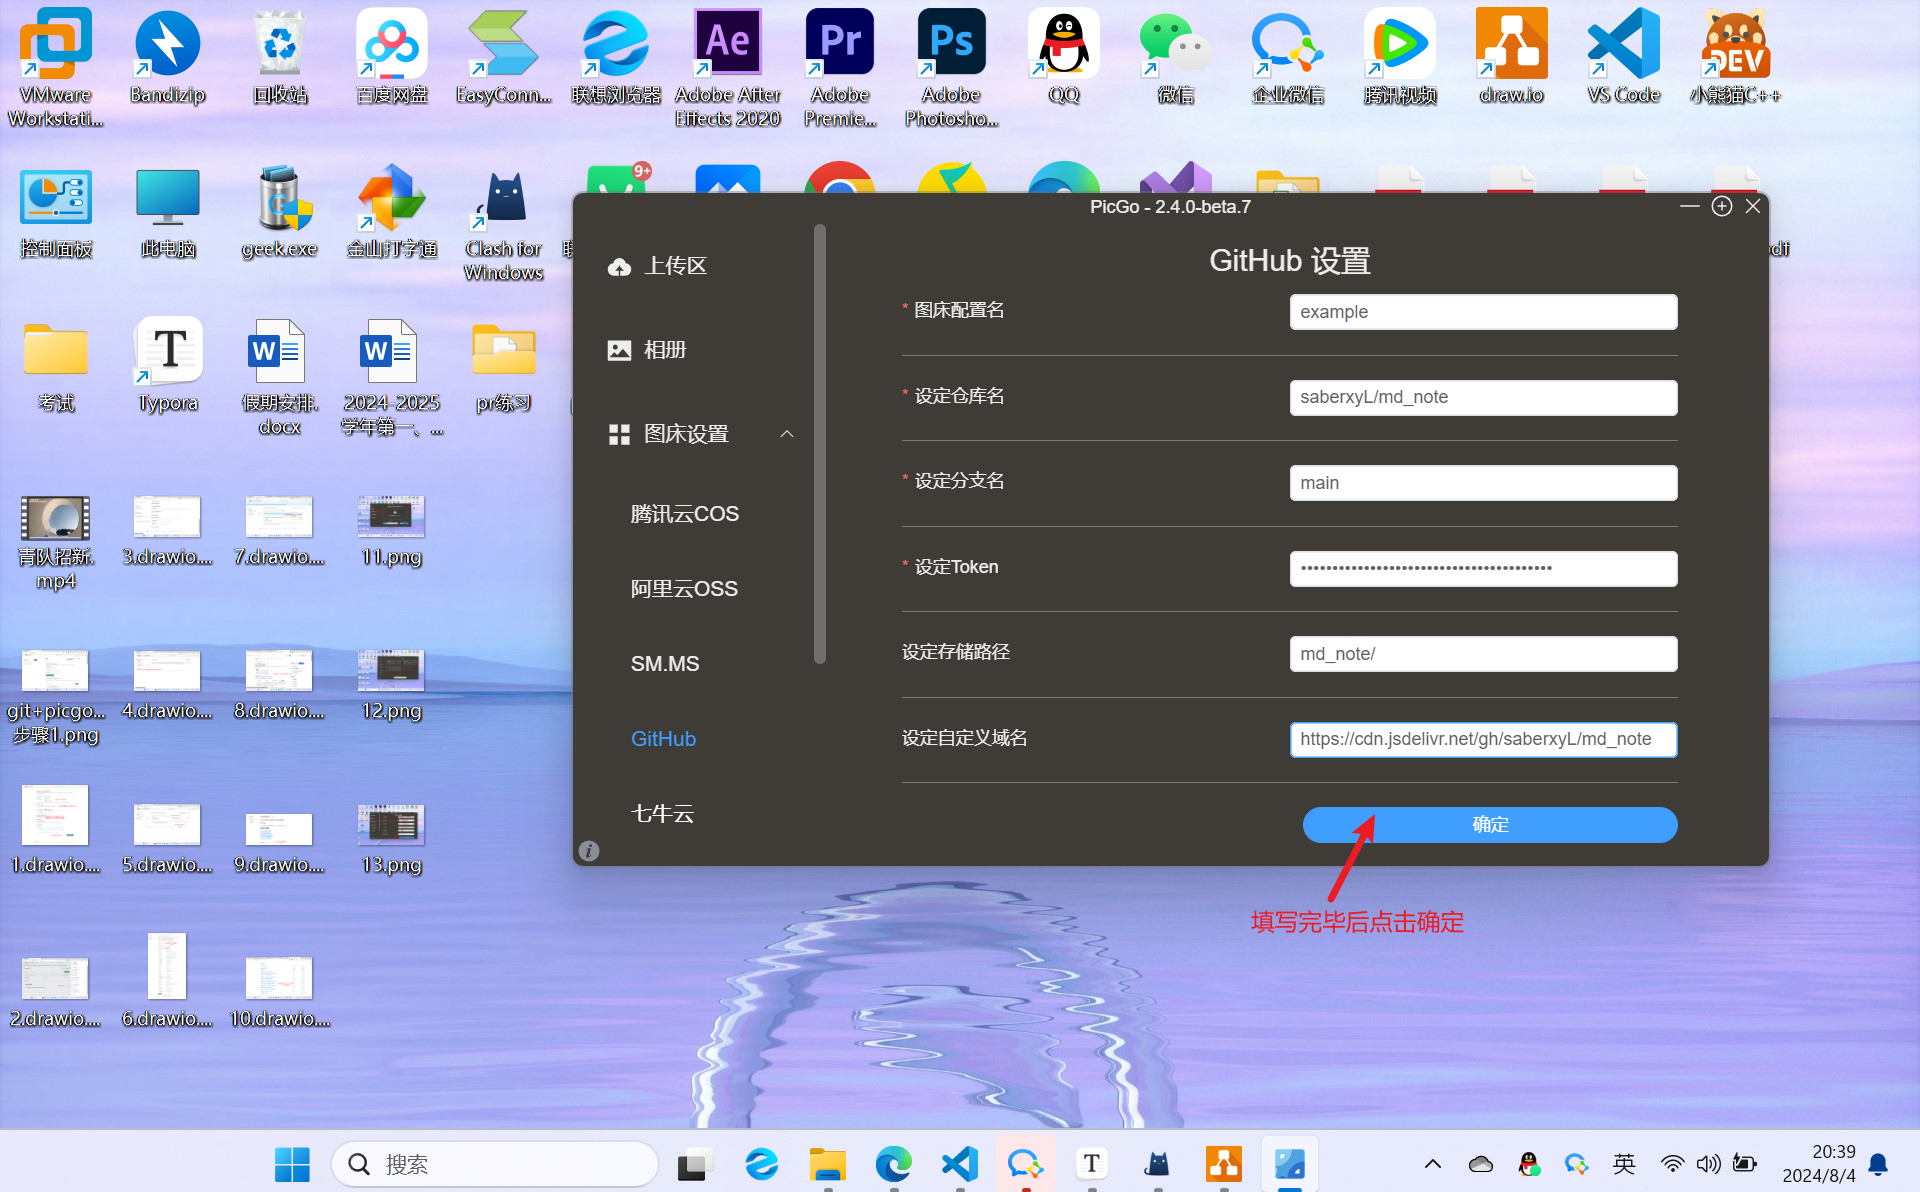 VMware
Workstati...
Bandizip
回收站
百度网盘
EasyConn...
联想浏览器
Ae
Adobe After
Effects 2020
Pr
Adobe
Premie...
Ps
Adobe
Photosho...
QQ
微信
企业微信
腾讯视频
draw.io
VS Code
DEV
小熊猫C++
控制面板
此电脑
geek.exe
金山打字通
Clash for
Windows
9+
df
考试
T
Typora
W
假期安排.
docx
W
2024-2025
学年第一、...
pr练习
青队招新.
mp4
3.drawio....
7.drawio....
11.png
git+picgo...
步骤1.png
4.drawio....
8.drawio....
12.png
1.drawio....
5.drawio....
9.drawio....
13.png
2.drawio....
6.drawio....
10.drawio....
PicGo - 2.4.0-beta.7
上传区
相册
图床设置
腾讯云COS
阿里云OSS
SM.MS
GitHub
七牛云
i
GitHub 设置
* 图床配置名
example
* 设定仓库名
saberxyL/md_note
* 设定分支名
main
* 设定Token
••••••••••••••••••••••••••••••••••••••••
设定存储路径
md_note/
设定自定义域名
https://cdn.jsdelivr.net/gh/saberxyL/md_note
确定
填写完毕后点击确定
搜索
T
英
20:39
2024/8/4